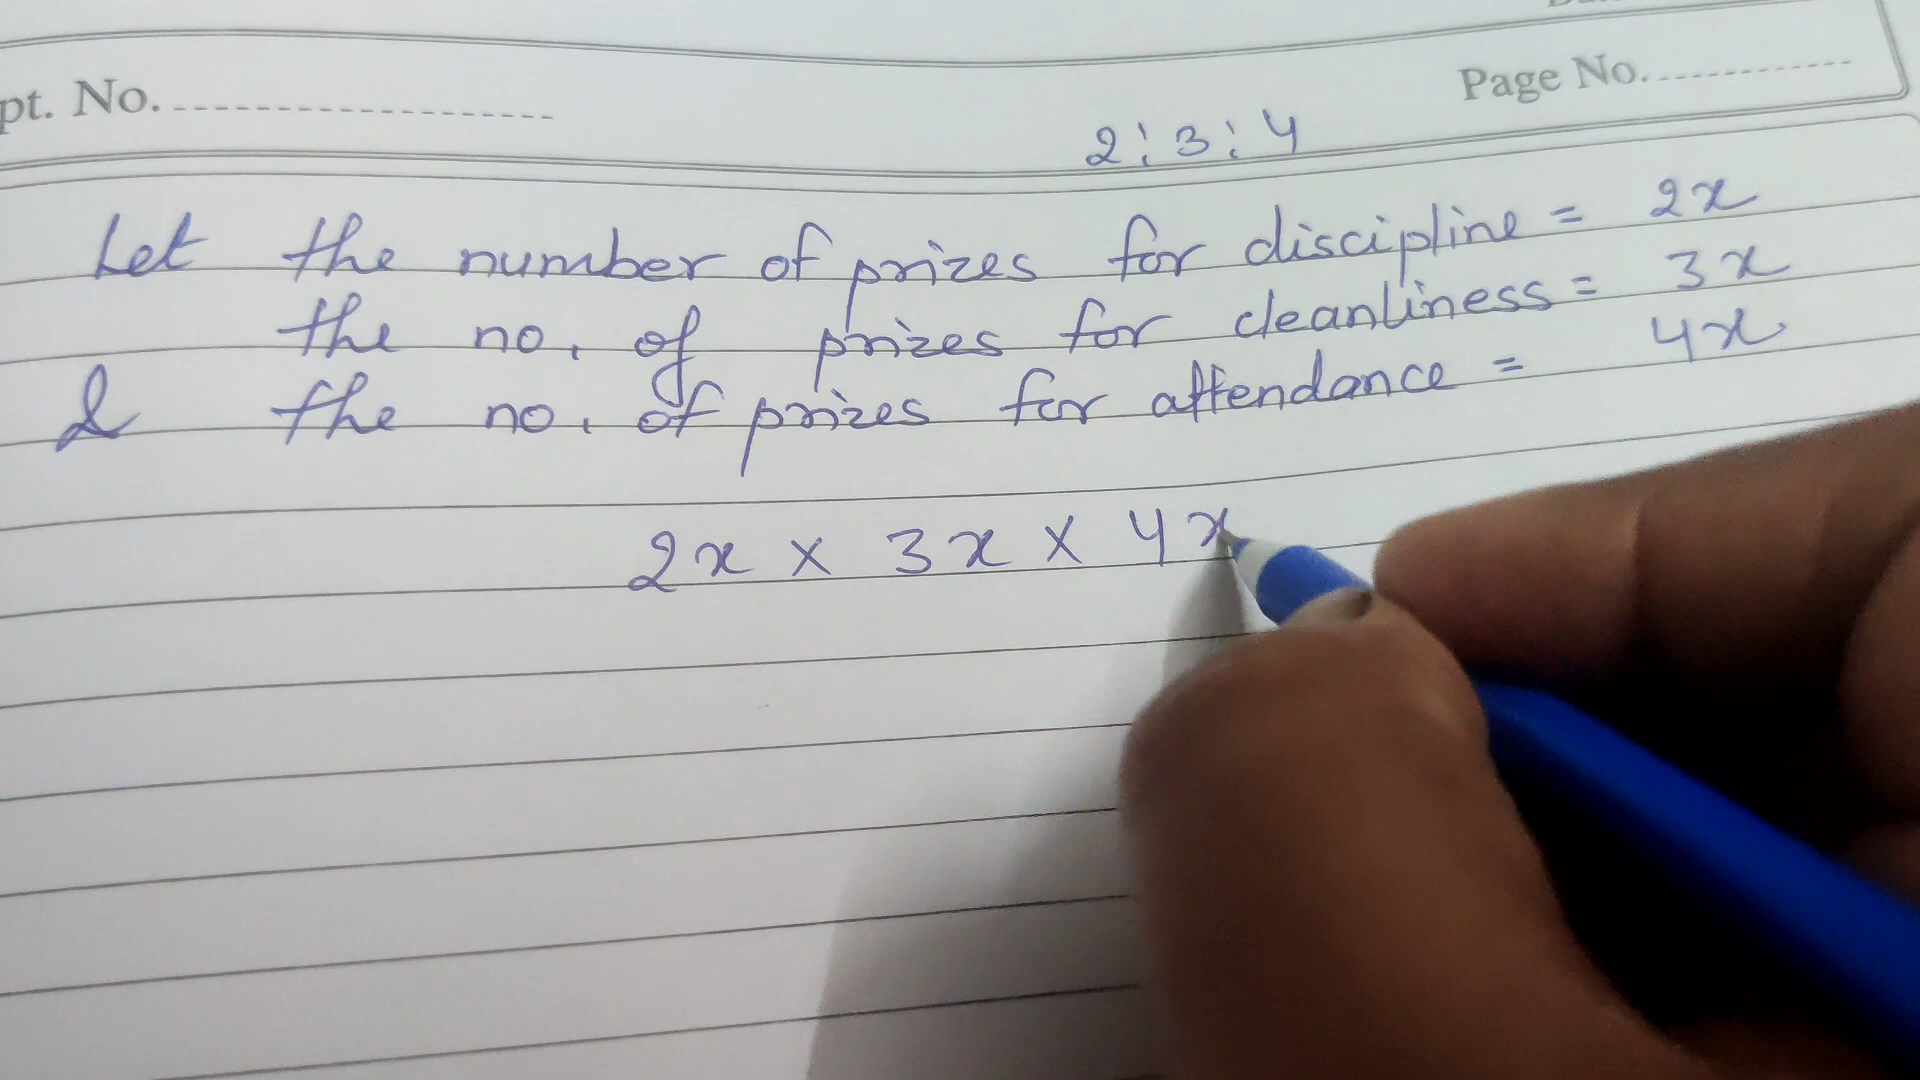 pt. No.
Page No.
2:3:4
Let the number of prizes for discipline = 2x
the no. of prizes for cleanliness = 3x
& the no. of prizes for attendance = 4x
2x × 3x × 4x